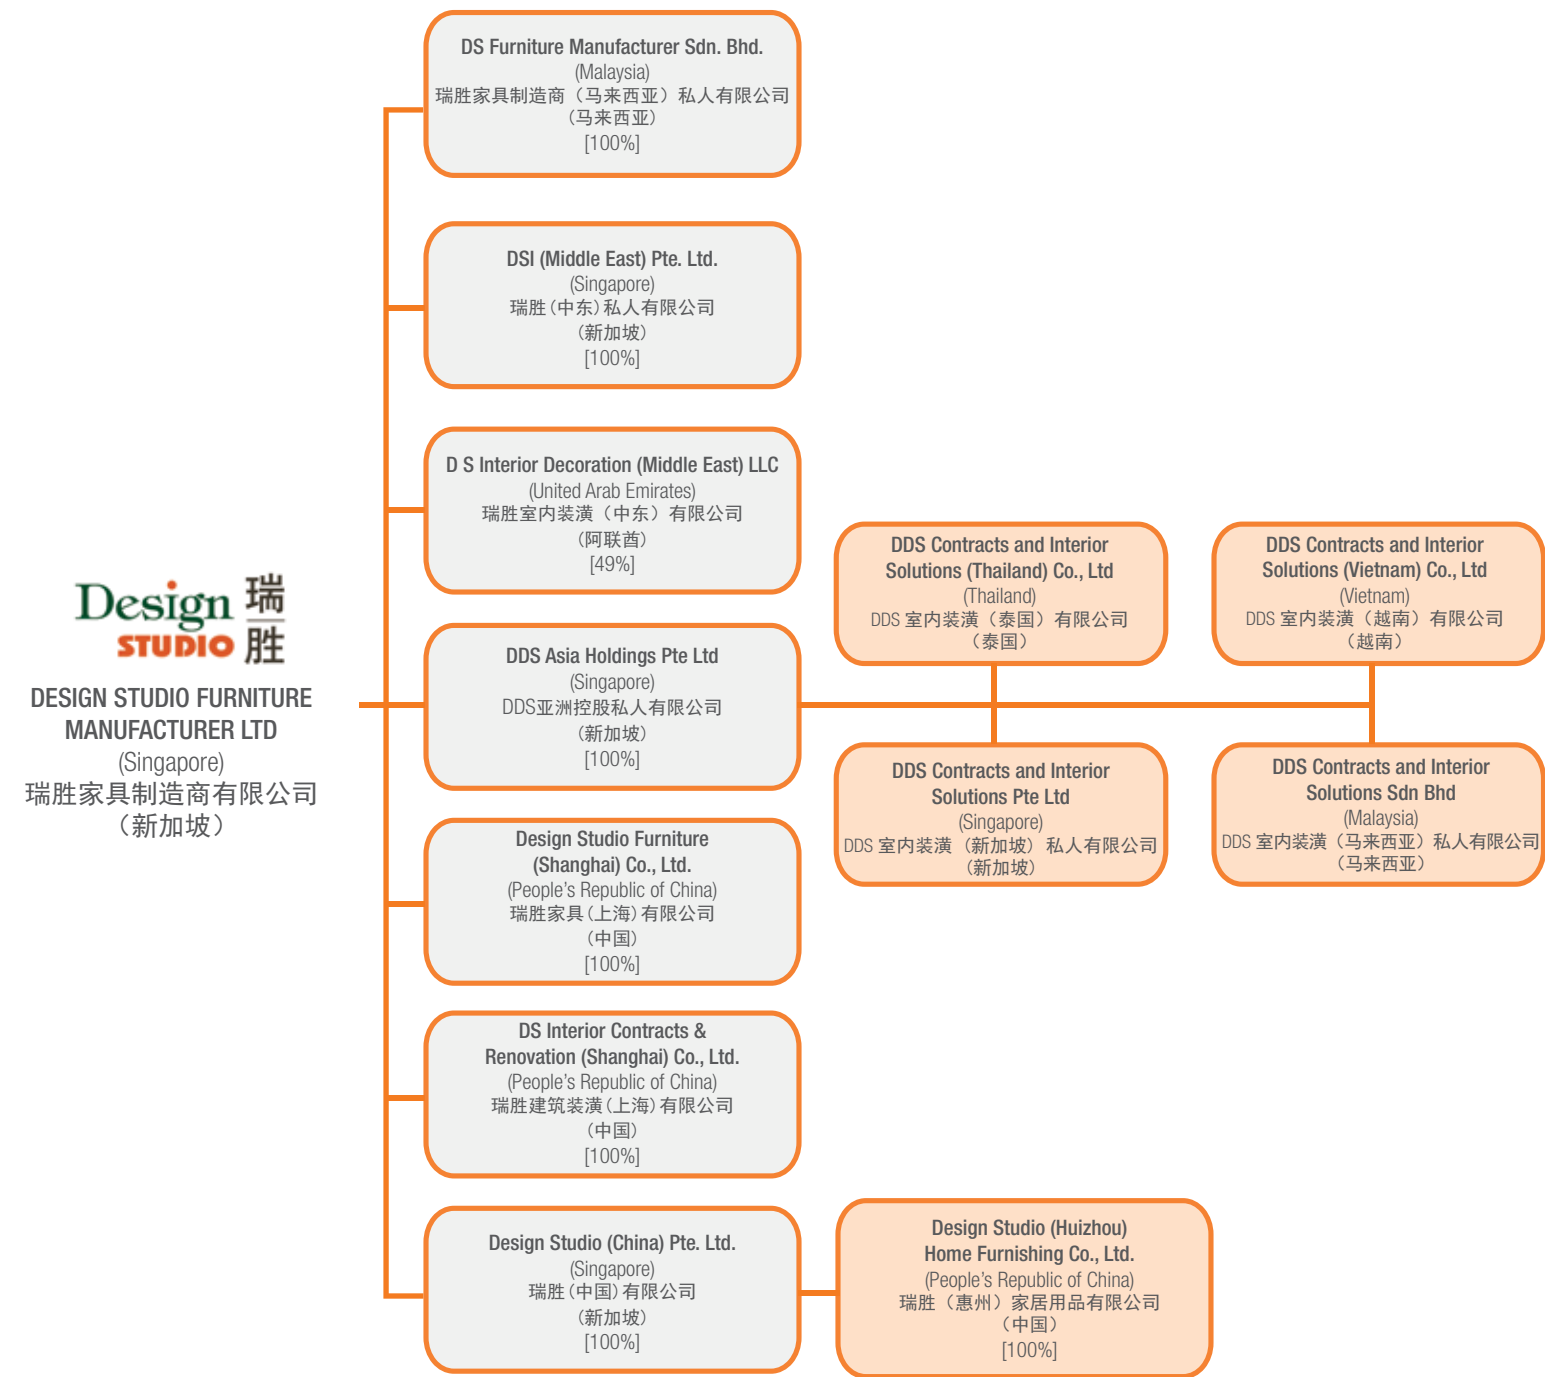 Design
STUDIO
瑞
胜
DESIGN STUDIO FURNITURE
MANUFACTURER LTD
(Singapore)
瑞胜家具制造商有限公司
（新加坡）
DS Furniture Manufacturer Sdn. Bhd.
(Malaysia)
瑞胜家具制造商（马来西亚）私人有限公司
（马来西亚）
[100%]
DSI (Middle East) Pte. Ltd.
(Singapore)
瑞胜(中东)私人有限公司
（新加坡）
[100%]
D S Interior Decoration (Middle East) LLC
(United Arab Emirates)
瑞胜室内装潢（中东）有限公司
（阿联酋）
[49%]
DDS Asia Holdings Pte Ltd
(Singapore)
DDS亚洲控股私人有限公司
（新加坡）
[100%]
DDS Contracts and Interior
Solutions (Thailand) Co., Ltd
(Thailand)
DDS 室内装潢（泰国）有限公司
（泰国）
DDS Contracts and Interior
Solutions (Vietnam) Co., Ltd
(Vietnam)
DDS 室内装潢（越南）有限公司
（越南）
DDS Contracts and Interior
Solutions Pte Ltd
(Singapore)
DDS 室内装潢（新加坡）私人有限公司
（新加坡）
DDS Contracts and Interior
Solutions Sdn Bhd
(Malaysia)
DDS 室内装潢（马来西亚）私人有限公司
（马来西亚）
Design Studio Furniture
(Shanghai) Co., Ltd.
(People's Republic of China)
瑞胜家具(上海)有限公司
（中国）
[100%]
DS Interior Contracts &
Renovation (Shanghai) Co., Ltd.
(People's Republic of China)
瑞胜建筑装潢(上海)有限公司
（中国）
[100%]
Design Studio (China) Pte. Ltd.
(Singapore)
瑞胜(中国)有限公司
（新加坡）
[100%]
Design Studio (Huizhou)
Home Furnishing Co., Ltd.
(People's Republic of China)
瑞胜（惠州）家居用品有限公司
（中国）
[100%]